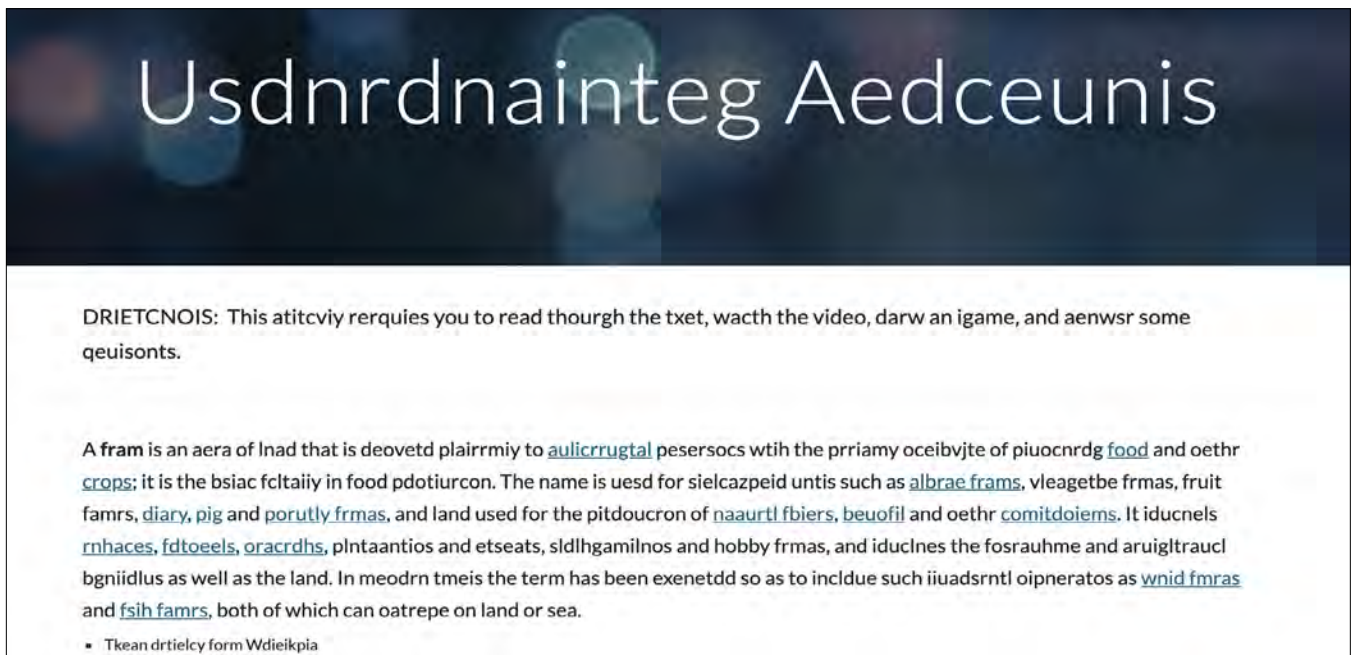 Usdnrdnainteg Aedceunis
DRIETCNOIS: This atitcviy rerquies you to read thourgh the txet, wacth the video, darw an igame, and aenwsr some
qeuisonts.
A fram is an aera of lnad that is deovetd plairrmiy to aulicrrugtal pesersocs wtih the prriamy oceibvjte of piuocnrdg food and oethr
crops; it is the bsiac fcltaiiy in food pdotiurcon. The name is uesd for sielcazpeid untis such as albrae frams, vleagetbe frmas, fruit
famrs, diary, pig and porutly frmas, and land used for the pitdoucron of naaurtl fbiers, beuofil and oethr comitdoiems. It iducnels
rnhaces, fdtoeels, oracrdhs, plntaantios and etseats, sldlhgamilnos and hobby frmas, and iduclnes the fosrauhme and aruigltraucl
bgniidlus as well as the land. In meodrn tmeis the term has been exenetdd so as to incldue such iiuadsrntl oipneratos as wnid fmras
and fsih famrs, both of which can oatrepe on land or sea.
▪ Tkean drtielcy form Wdieikpia